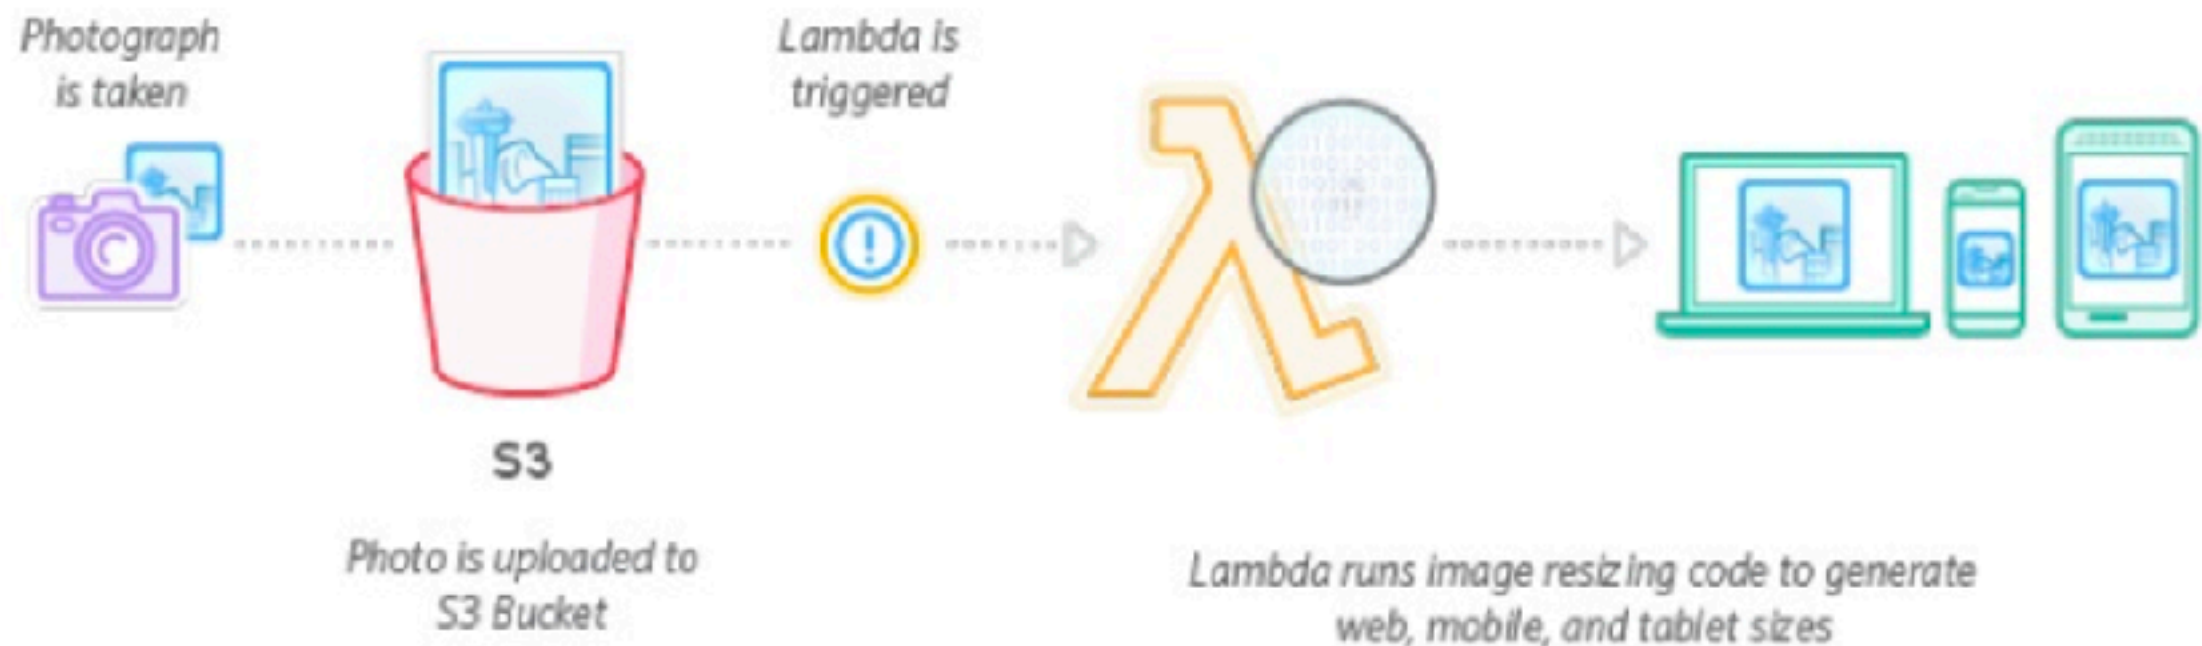 Photograph
is taken
Lambda is
triggered
S3
Photo is uploaded to
S3 Bucket
Lambda runs image resizing code to generate
web, mobile, and tablet sizes